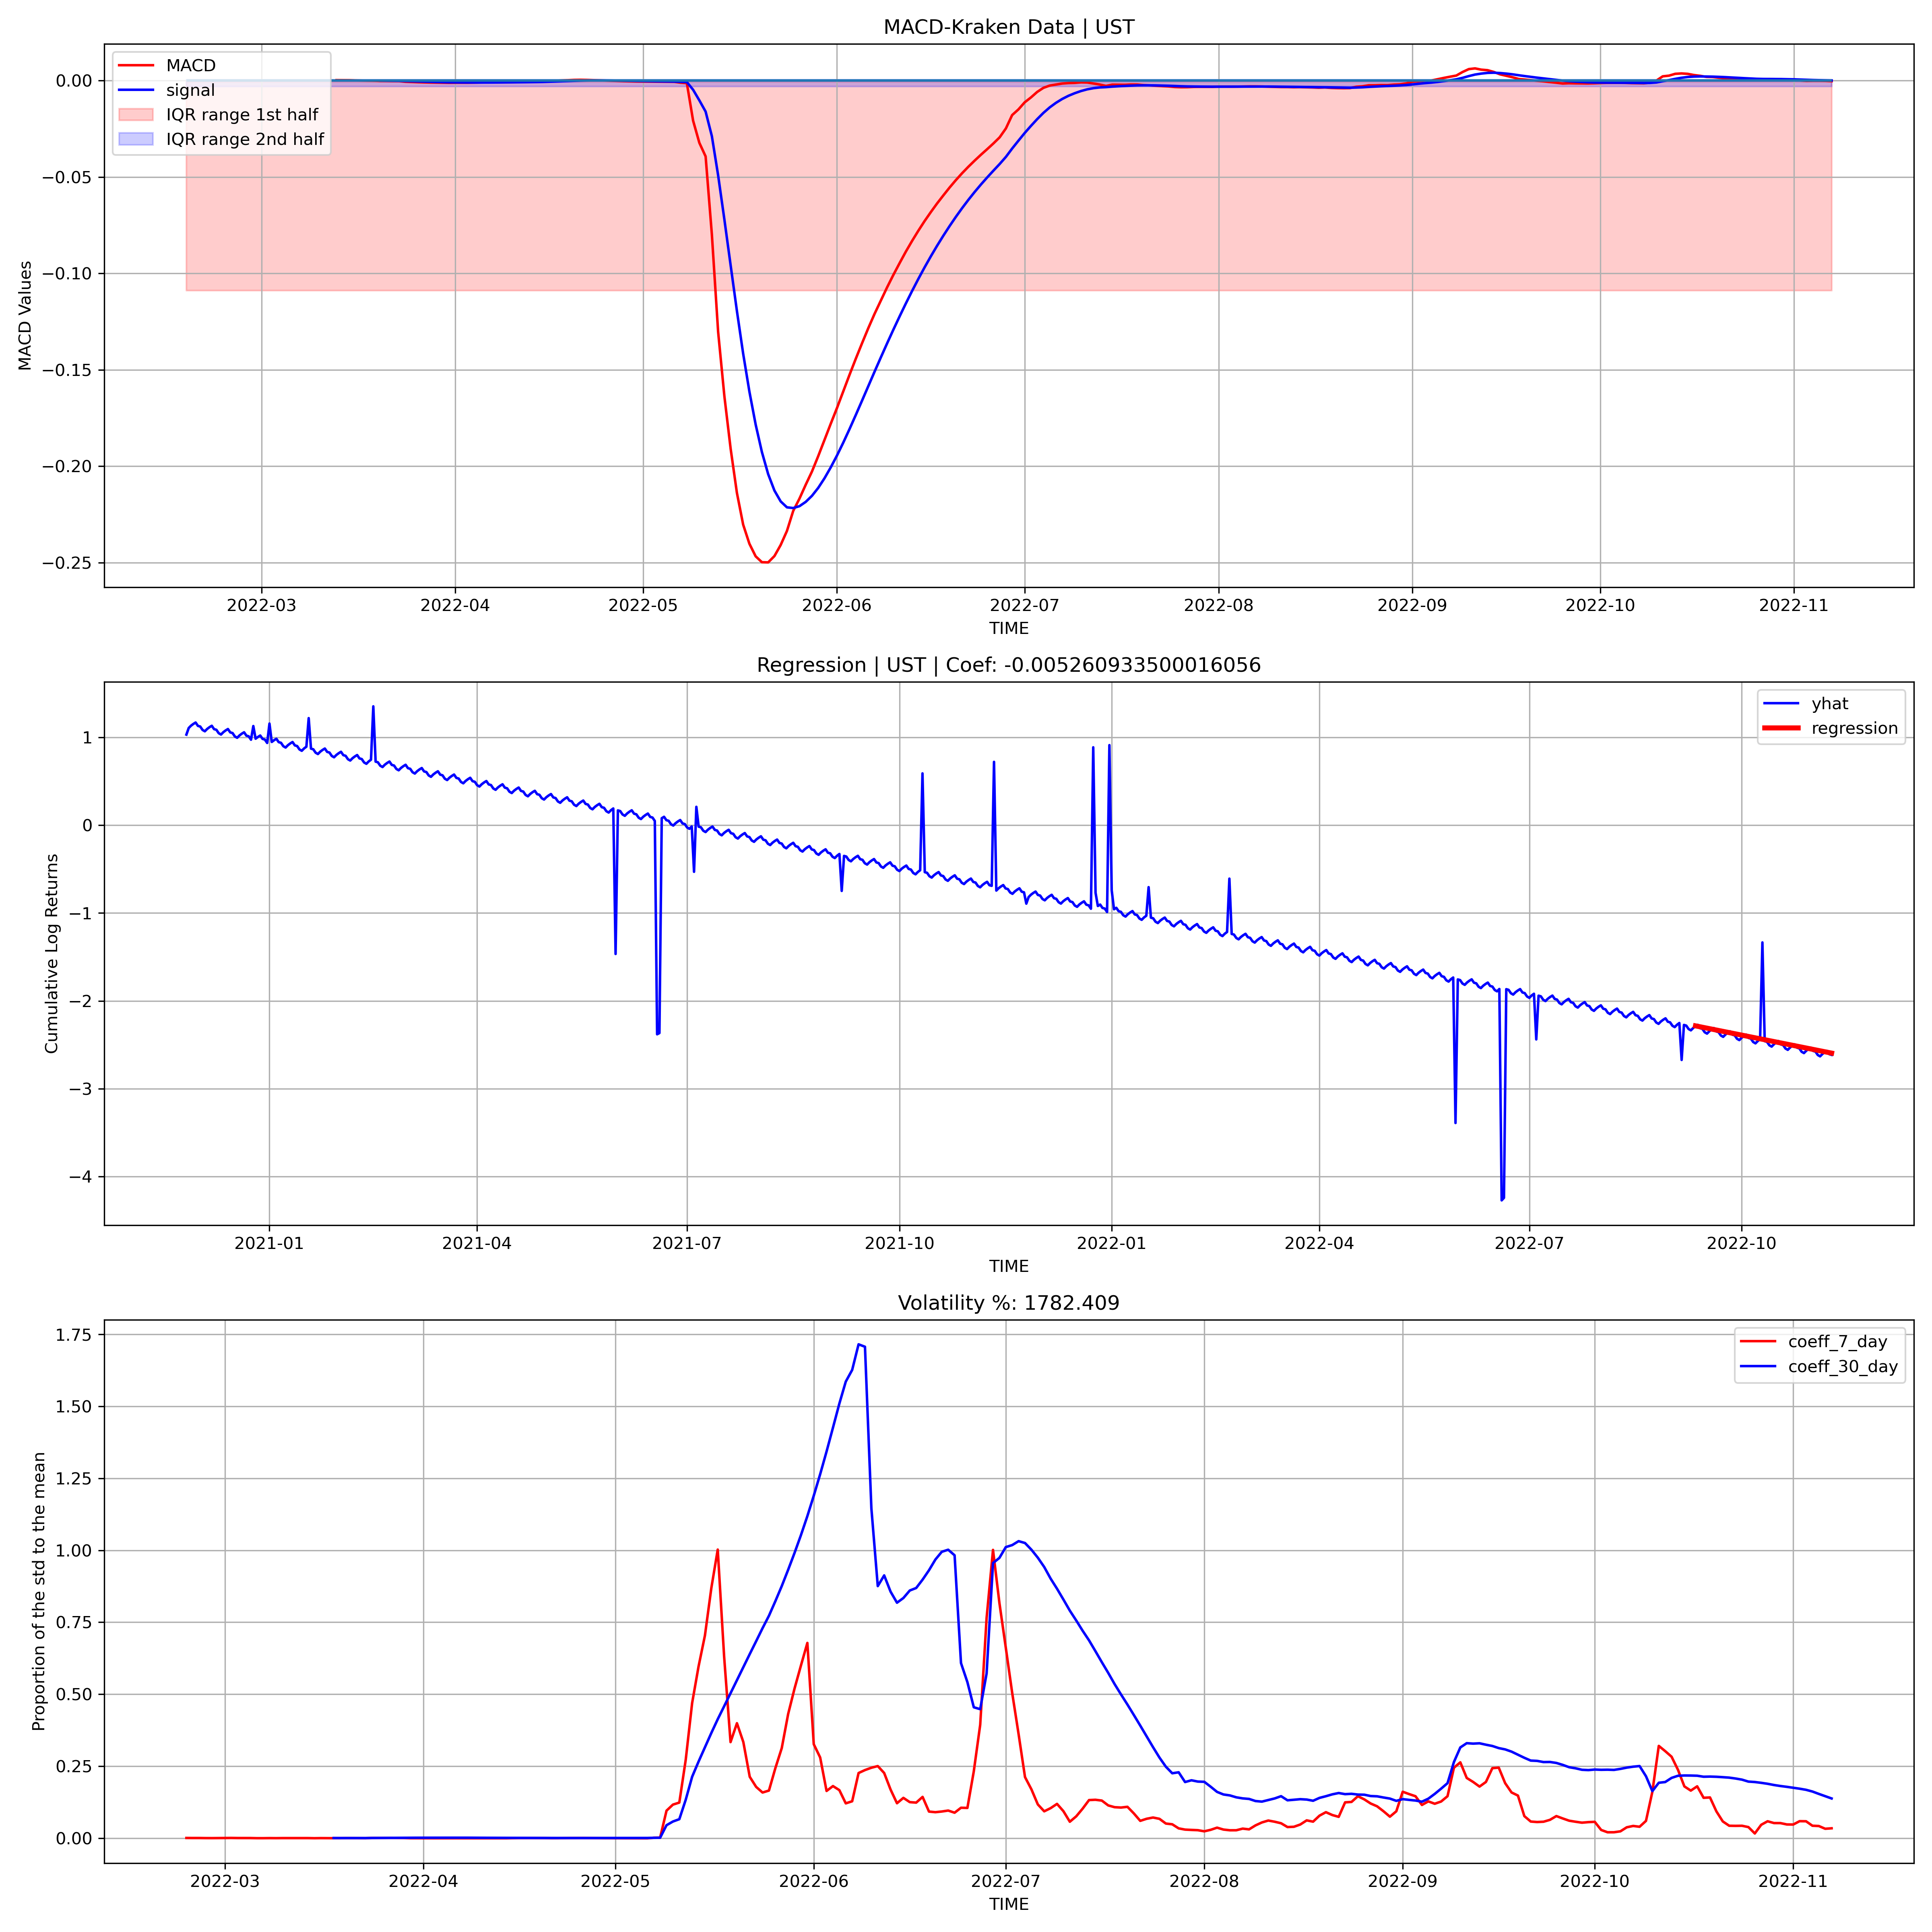 MACD-Kraken Data | UST
MACD
signal
IQR range 1st half
IQR range 2nd half
MACD Values
0.00
−0.05
−0.10
−0.15
−0.20
−0.25
2022-03 2022-04 2022-05 2022-06 2022-07 2022-08 2022-09 2022-10 2022-11
TIME
Regression | UST | Coef: -0.005260933500016056
yhat
regression
Cumulative Log Returns
1
0
−1
−2
−3
−4
2021-01 2021-04 2021-07 2021-10 2022-01 2022-04 2022-07 2022-10
TIME
Volatility %: 1782.409
coeff_7_day
coeff_30_day
Proportion of the std to the mean
1.75
1.50
1.25
1.00
0.75
0.50
0.25
0.00
2022-03 2022-04 2022-05 2022-06 2022-07 2022-08 2022-09 2022-10 2022-11
TIME